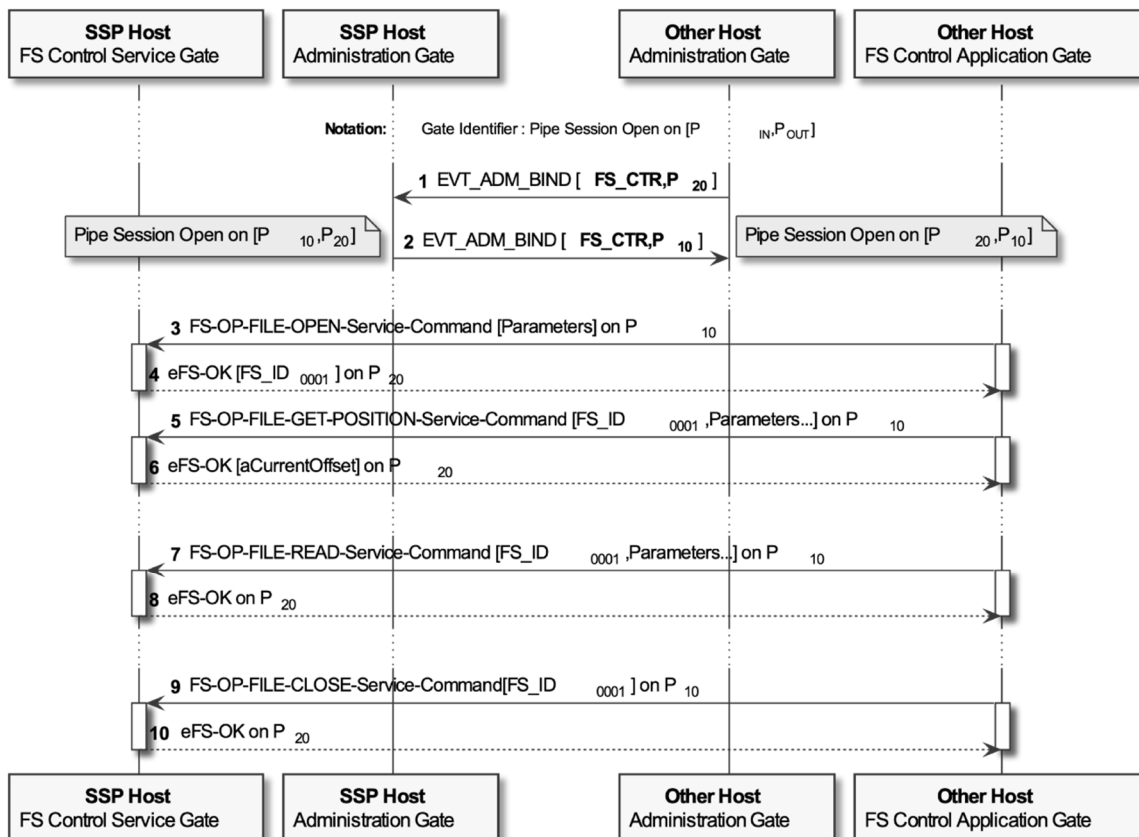 SSP Host
FS Control Service Gate
SSP Host
Administration Gate
Other Host
Administration Gate
Other Host
FS Control Application Gate
Notation: Gate Identifier : Pipe Session Open on [P IN,POUT]
1 EVT_ADM_BIND [ FS_CTR,P 20 ]
Pipe Session Open on [P 10 ,P20]
2 EVT_ADM_BIND [ FS_CTR,P 10 ]
Pipe Session Open on [P 20 ,P10]
3 FS-OP-FILE-OPEN-Service-Command [Parameters] on P 10
4 eFS-OK [FS_ID 0001 ] on P 20
5 FS-OP-FILE-GET-POSITION-Service-Command [FS_ID 0001 ,Parameters...] on P 10
6 eFS-OK [aCurrentOffset] on P 20
7 FS-OP-FILE-READ-Service-Command [FS_ID 0001 ,Parameters...] on P 10
8 eFS-OK on P 20
9 FS-OP-FILE-CLOSE-Service-Command[FS_ID 0001 ] on P 10
10 eFS-OK on P 20
SSP Host
FS Control Service Gate
SSP Host
Administration Gate
Other Host
Administration Gate
Other Host
FS Control Application Gate